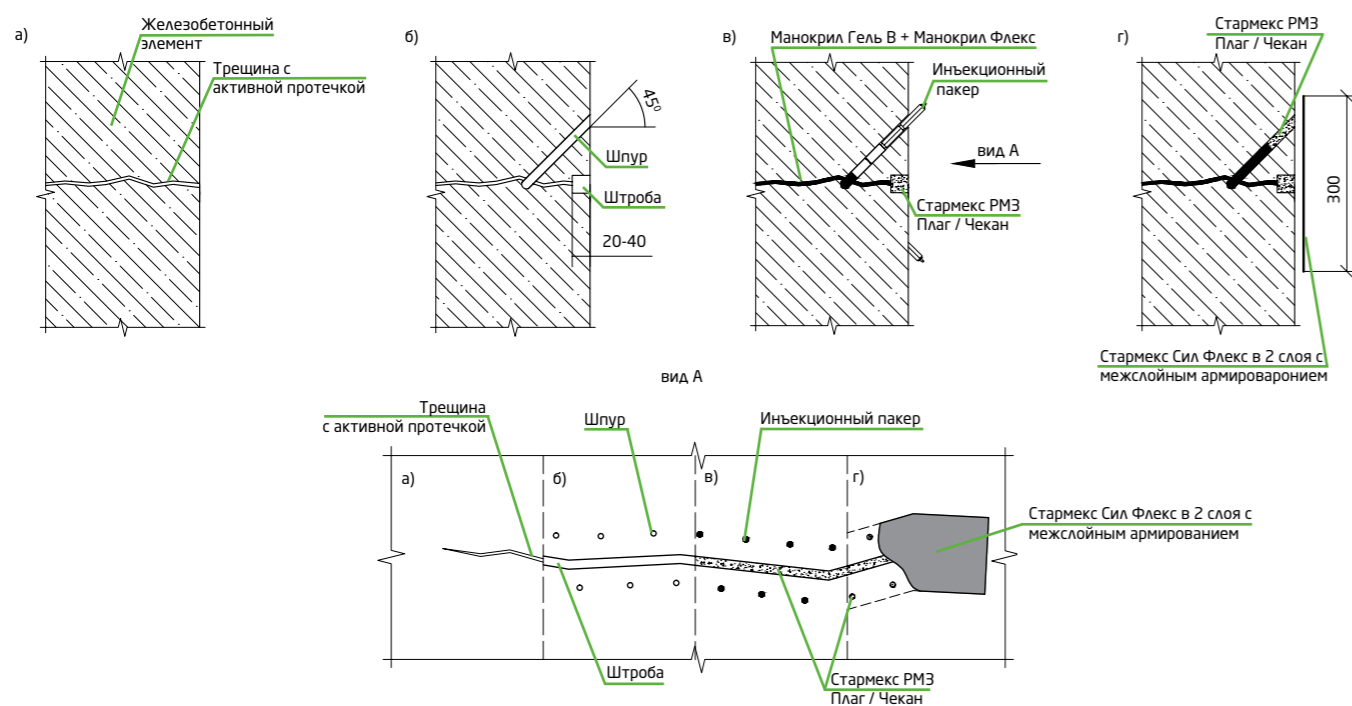 а)
Железобетонный
элемент
Трещина с
активной протечкой
б)
45⁰
Шпур
Штроба
20-40
в)
Манокрил Гель В + Манокрил Флекс
Инъекционный
пакер
вид А
Стармекс РМЗ
Плаг / Чекан
г)
Стармекс РМЗ
Плаг / Чекан
300
Стармекс Сил Флекс в 2 слоя с
межслойным армироваронием
вид А
Трещина
с активной протечкой
Шпур
Инъекционный пакер
а)
б)
в)
г)
Стармекс Сил Флекс в 2 слоя с
межслойным армированием
Штроба
Стармекс РМЗ
Плаг / Чекан